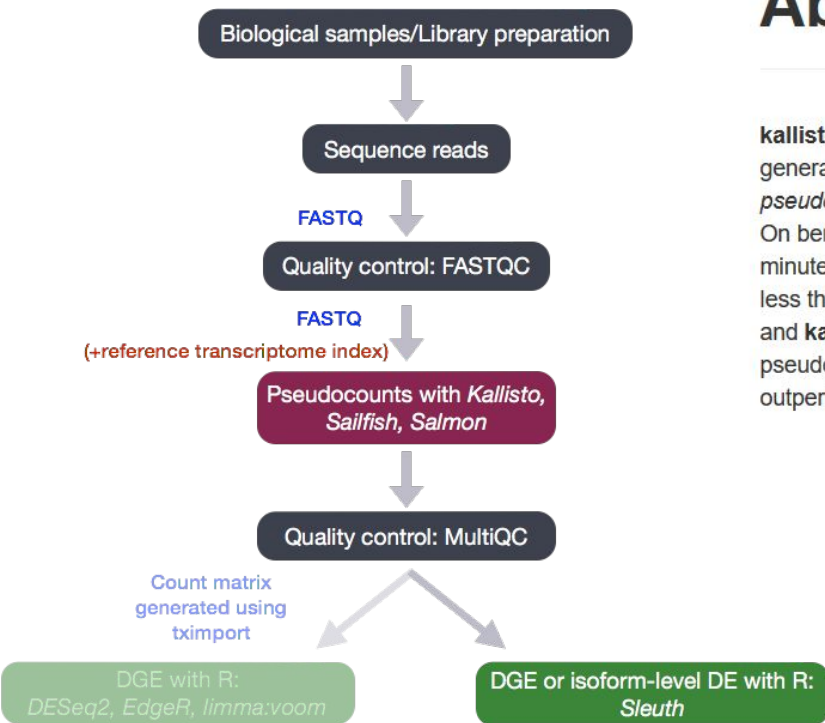 Biological samples/Library preparation
Sequence reads
FASTQ
Quality control: FASTQC
FASTQ
(+reference transcriptome index)
Pseudocounts with Kallisto,
Sailfish, Salmon
Quality control: MultiQC
Count matrix
generated using
tximport
DGE with R:
DESeq2, EdgeR, limma:voom
DGE or isoform-level DE with R:
Sleuth
Ab
kallist
genera
pseudo
On ben
minute
less th
and ka
pseudo
outper